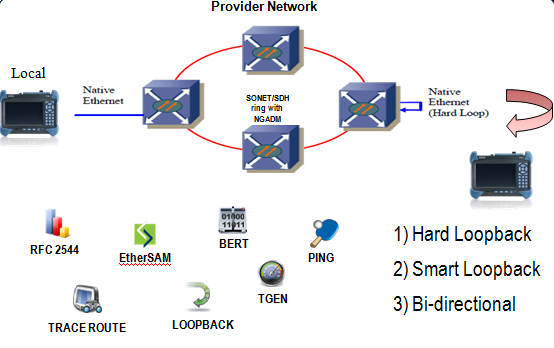 Provider Network
Local
Native
Ethernet
SONET/SDH
ring with
NGADM
Native
Ethernet
(Hard Loop)
RFC 2544
EtherSAM
BERT
01000
11011
PING
TGEN
TRACE ROUTE
LOOPBACK
1) Hard Loopback
2) Smart Loopback
3) Bi-directional